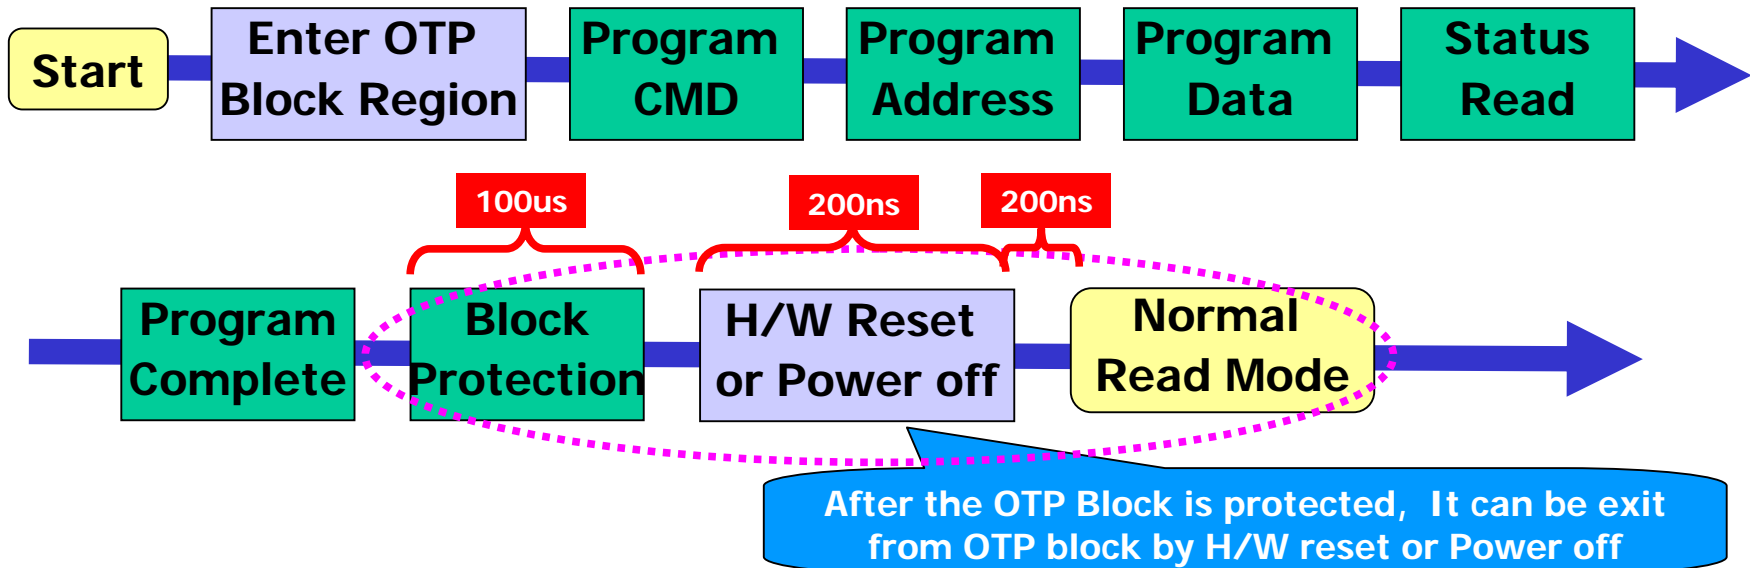 Start
Enter OTP
Block Region
Program
CMD
Program
Address
Program
Data
Status
Read
100us
200ns
200ns
Program
Complete
Block
Protection
H/W Reset
or Power off
Normal
Read Mode
After the OTP Block is protected, It can be exit
from OTP block by H/W reset or Power off